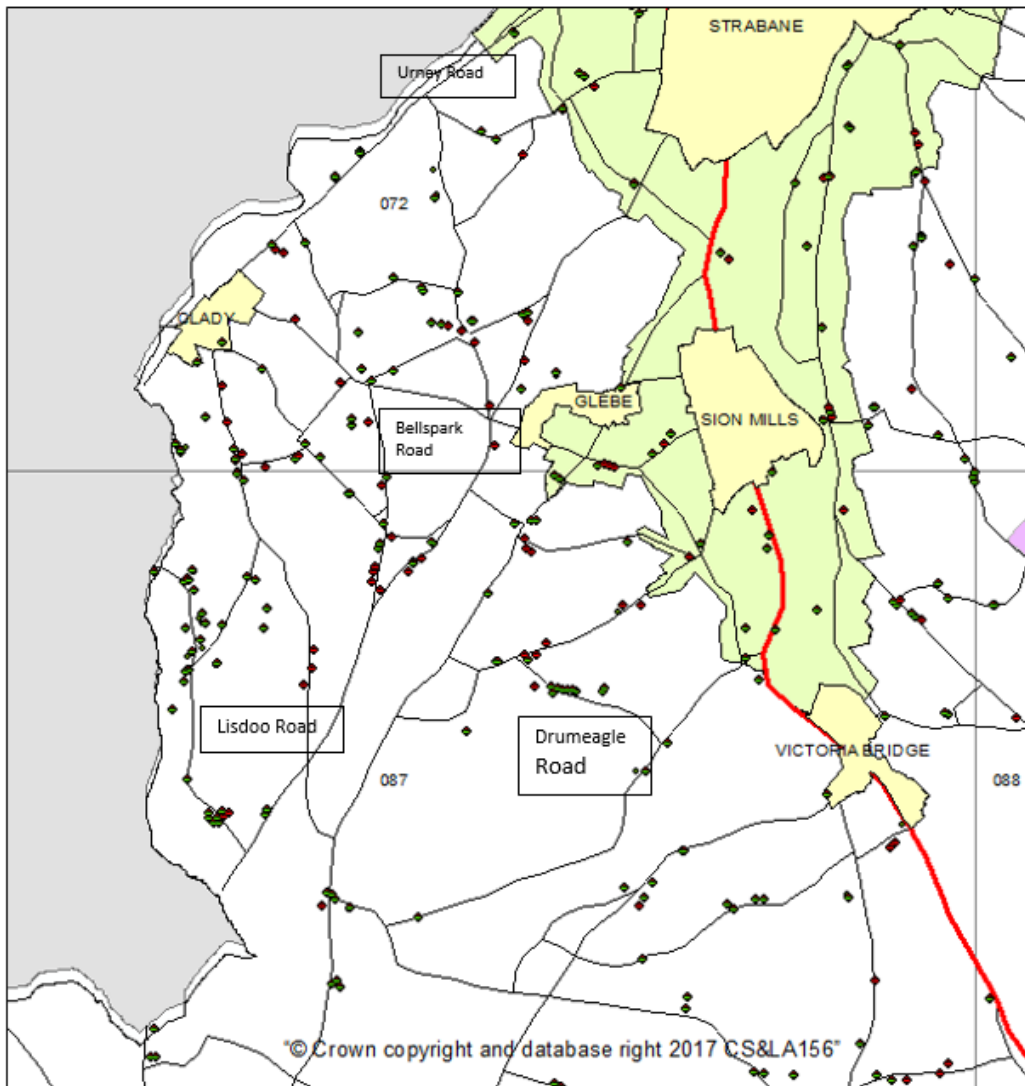 STRABANE
Urney Road
072
CLADY
GLEBE
Bellspark
Road
SION MILLS
Lisdoo Road
Drumeagle
Road
VICTORIA BRIDGE
087
088
"© Crown copyright and database right 2017 CS&LA156"